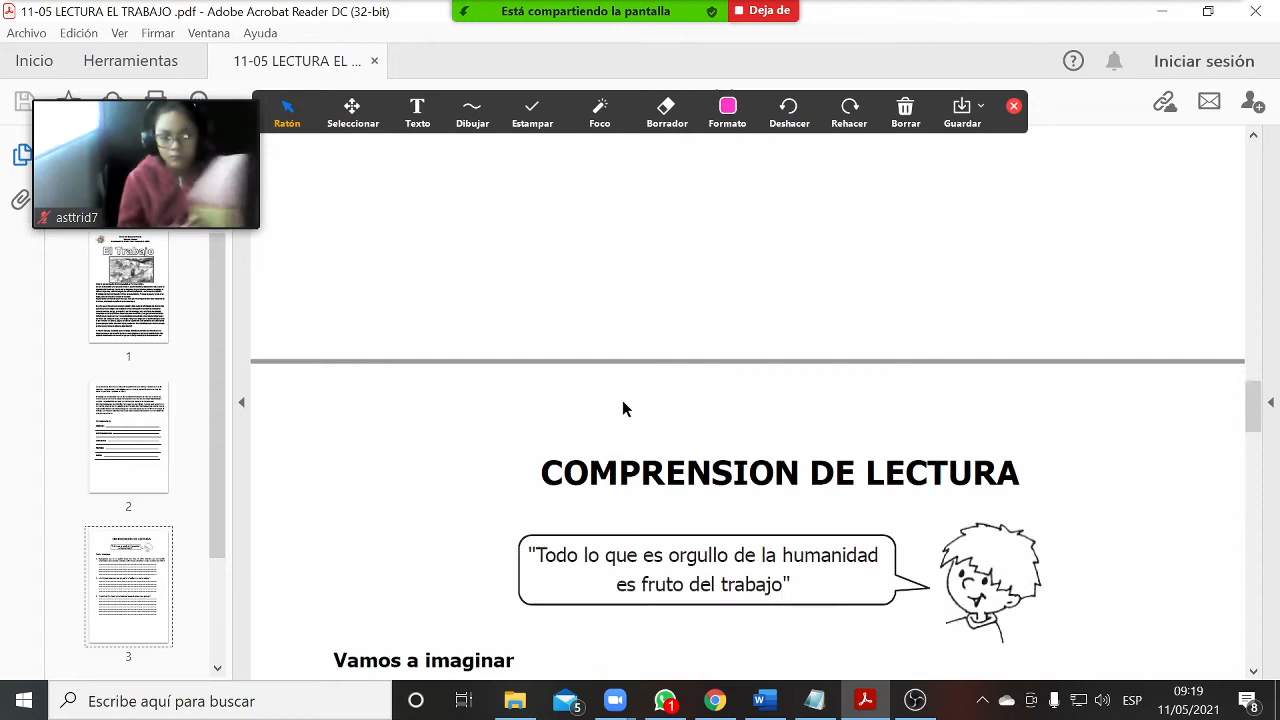 11-05 LECTURA EL TRABAJO .pdf - Adobe Acrobat Reader DC (32-bit)
Está compartiendo la pantalla
Deja de
Archivo Edición Ver Firmar Ventana Ayuda
Inicio Herramientas 11-05 LECTURA EL ... Iniciar sesión
Ratón Seleccionar Texto Dibujar Estampar Foco Borrador Formato Deshacer Rehacer Borrar Guardar
asttrid7
El Trabajo
1
2
3
COMPRENSION DE LECTURA
"Todo lo que es orgullo de la humanidad
es fruto del trabajo"
Vamos a imaginar
Escribe aquí para buscar
5
1
ESP
09:19
11/05/2021
8